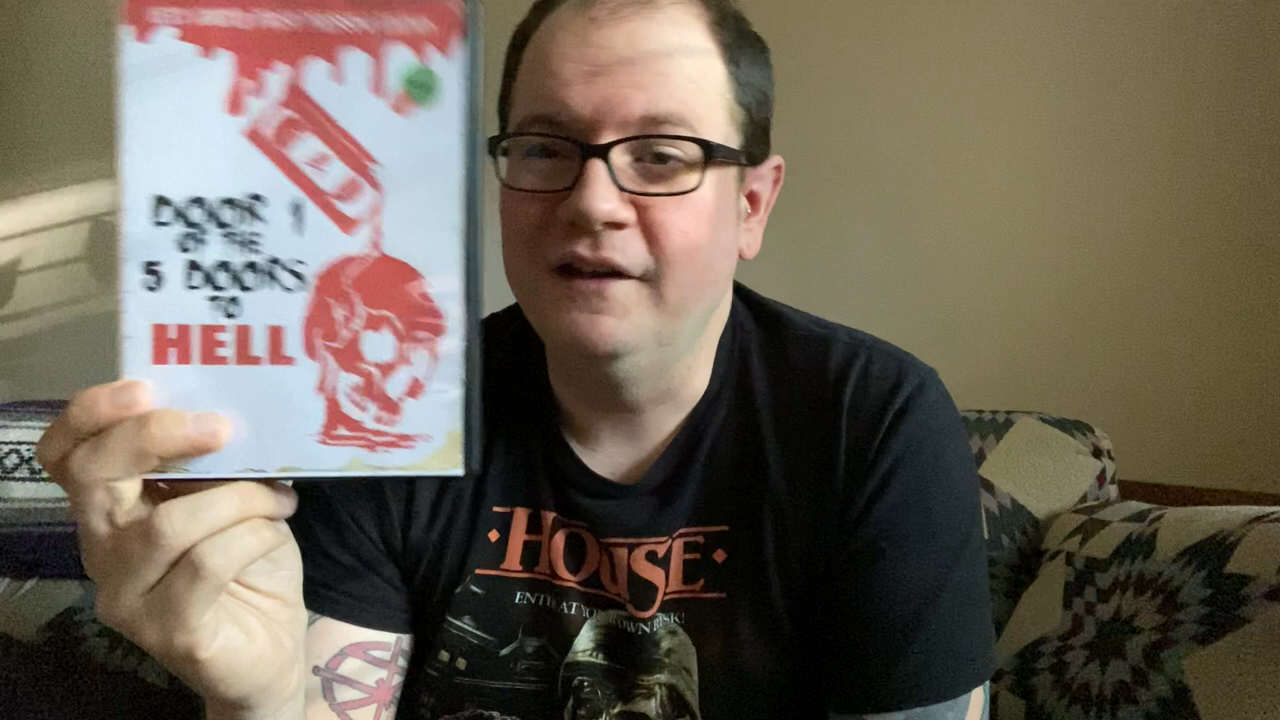 DOOR 1
OF THE
5 DOORS
TO
HELL
HOUSE
ENTER AT YOUR OWN RISK!